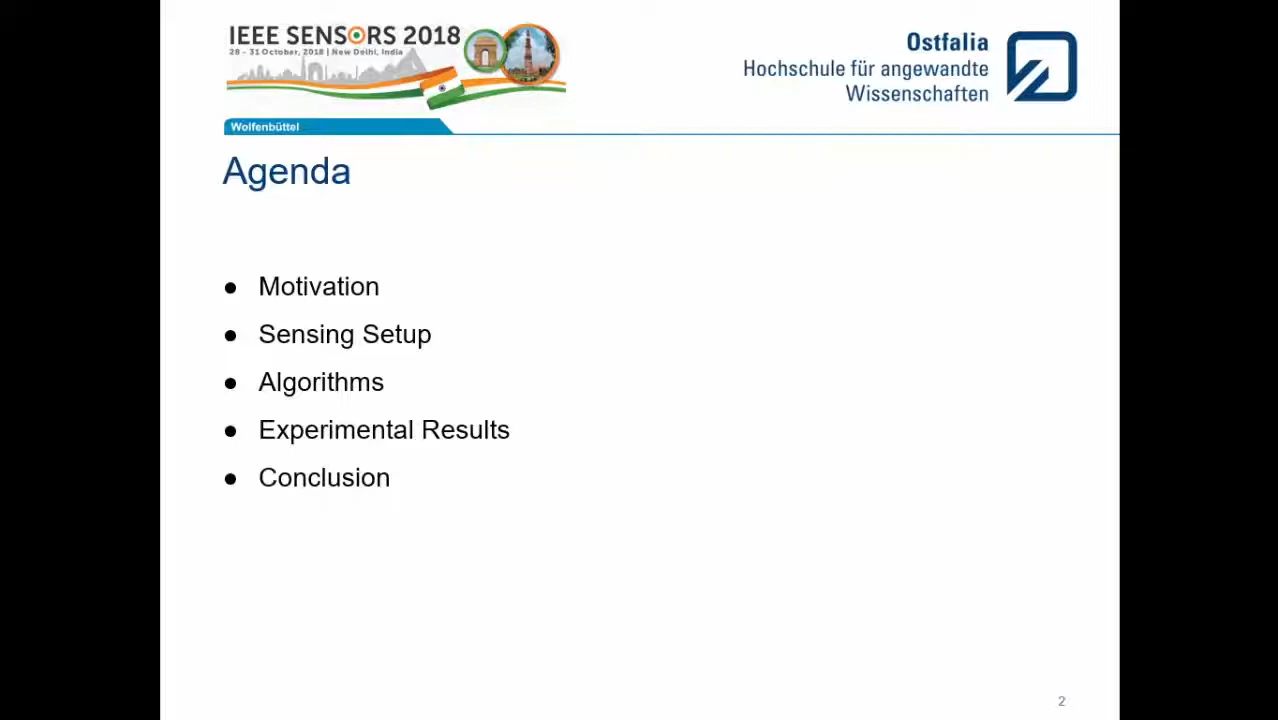 IEEE SENSORS 2018
28 - 31 October, 2018 | New Delhi, India
Ostfalia
Hochschule für angewandte
Wissenschaften
Wolfenbüttel
Agenda
● Motivation
● Sensing Setup
● Algorithms
● Experimental Results
● Conclusion
2